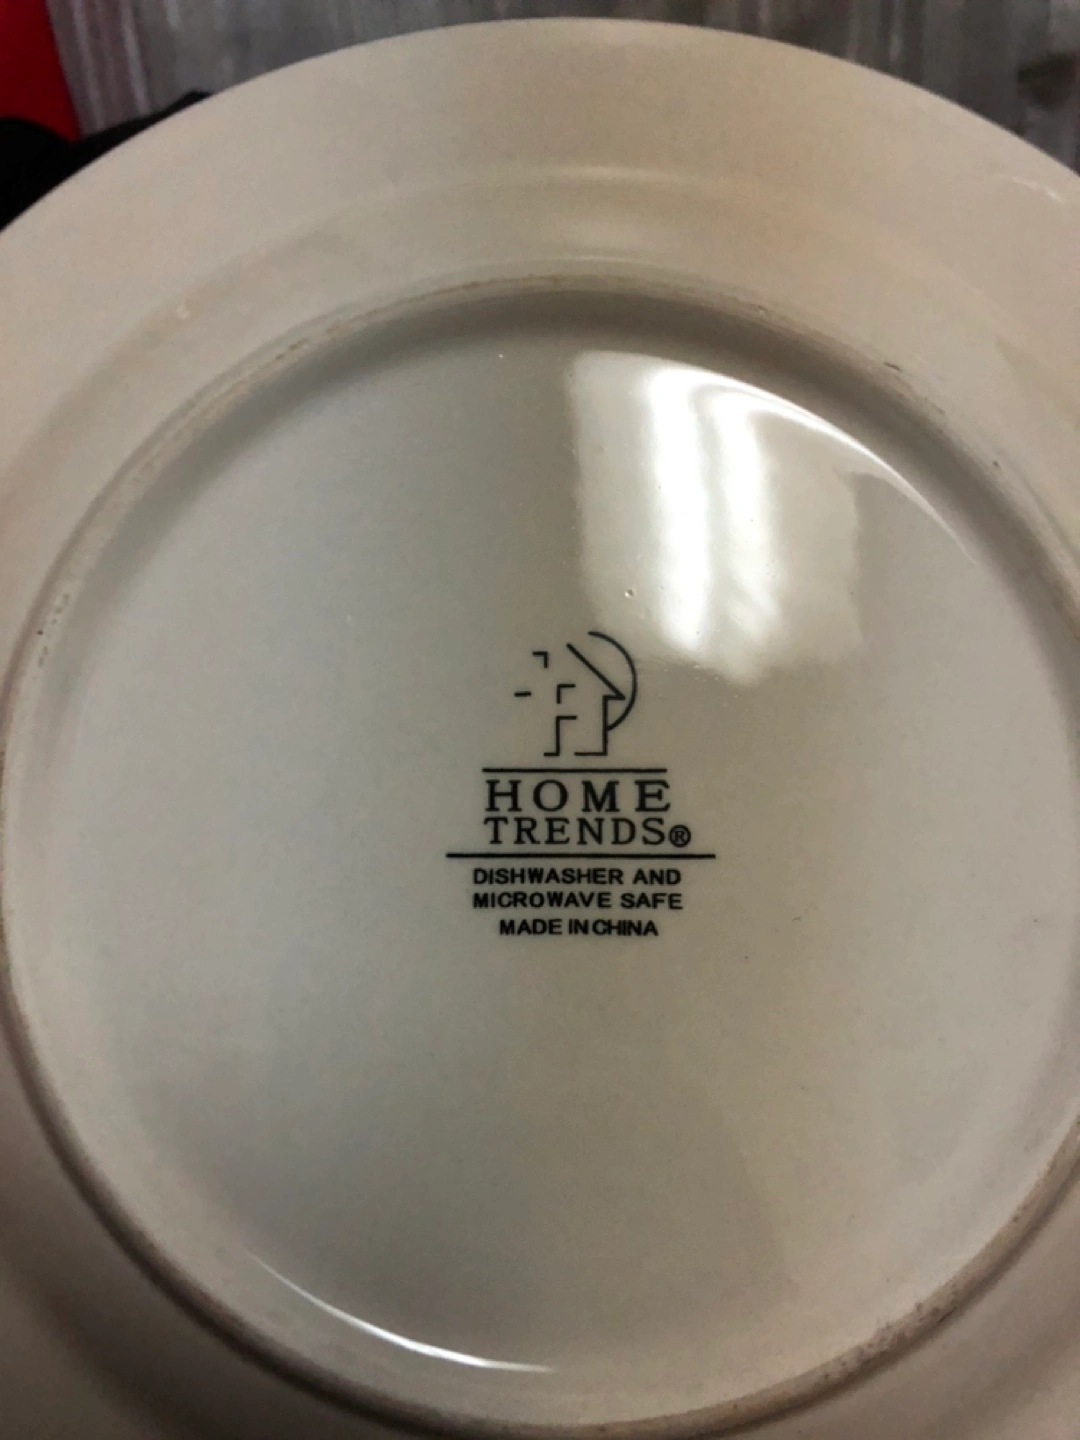 HOME
TRENDS®
DISHWASHER AND
MICROWAVE SAFE
MADE IN CHINA